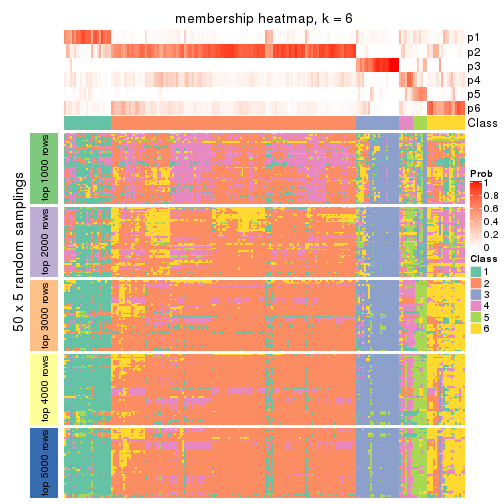 membership heatmap, k = 6
p1
p2
p3
p4
p5
p6
Class
50 x 5 random samplings
top 1000 rows
top 2000 rows
top 3000 rows
top 4000 rows
top 5000 rows
Prob
1
0.8
0.6
0.4
0.2
0
Class
1
2
3
4
5
6